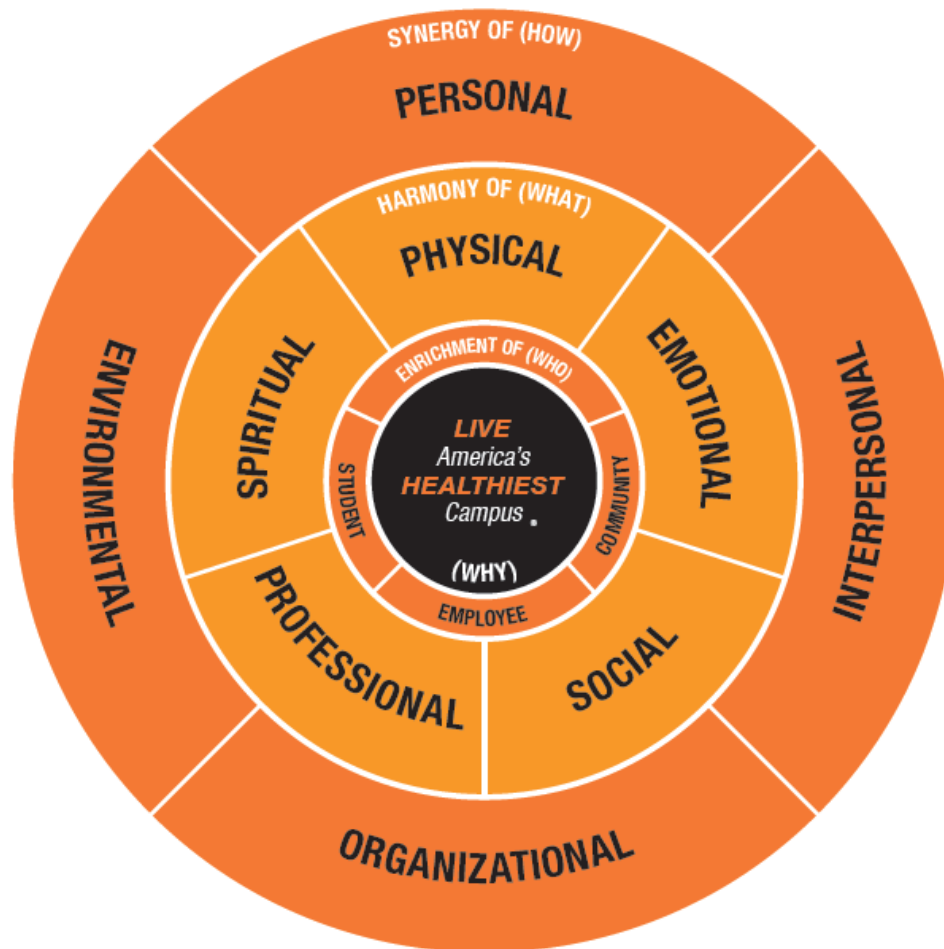 SYNERGY OF (HOW)
PERSONAL
INTERPERSONAL
ORGANIZATIONAL
ENVIRONMENTAL
HARMONY OF (WHAT)
PHYSICAL
EMOTIONAL
SOCIAL
PROFESSIONAL
SPIRITUAL
ENRICHMENT OF (WHO)
COMMUNITY
EMPLOYEE
STUDENT
LIVE
America's
HEALTHIEST
Campus
(WHY)